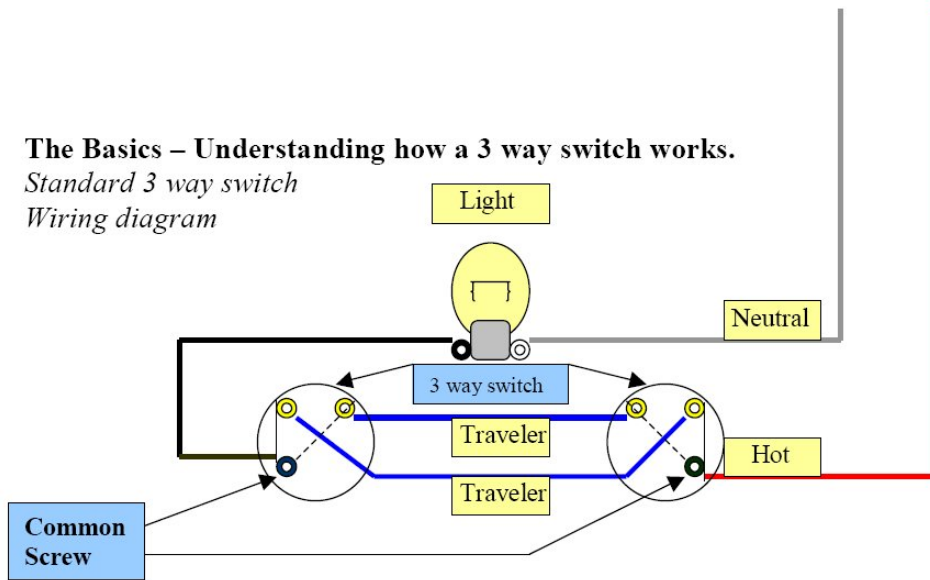 The Basics – Understanding how a 3 way switch works.
Standard 3 way switch
Wiring diagram
Light
Neutral
3 way switch
Traveler
Hot
Traveler
Common
Screw